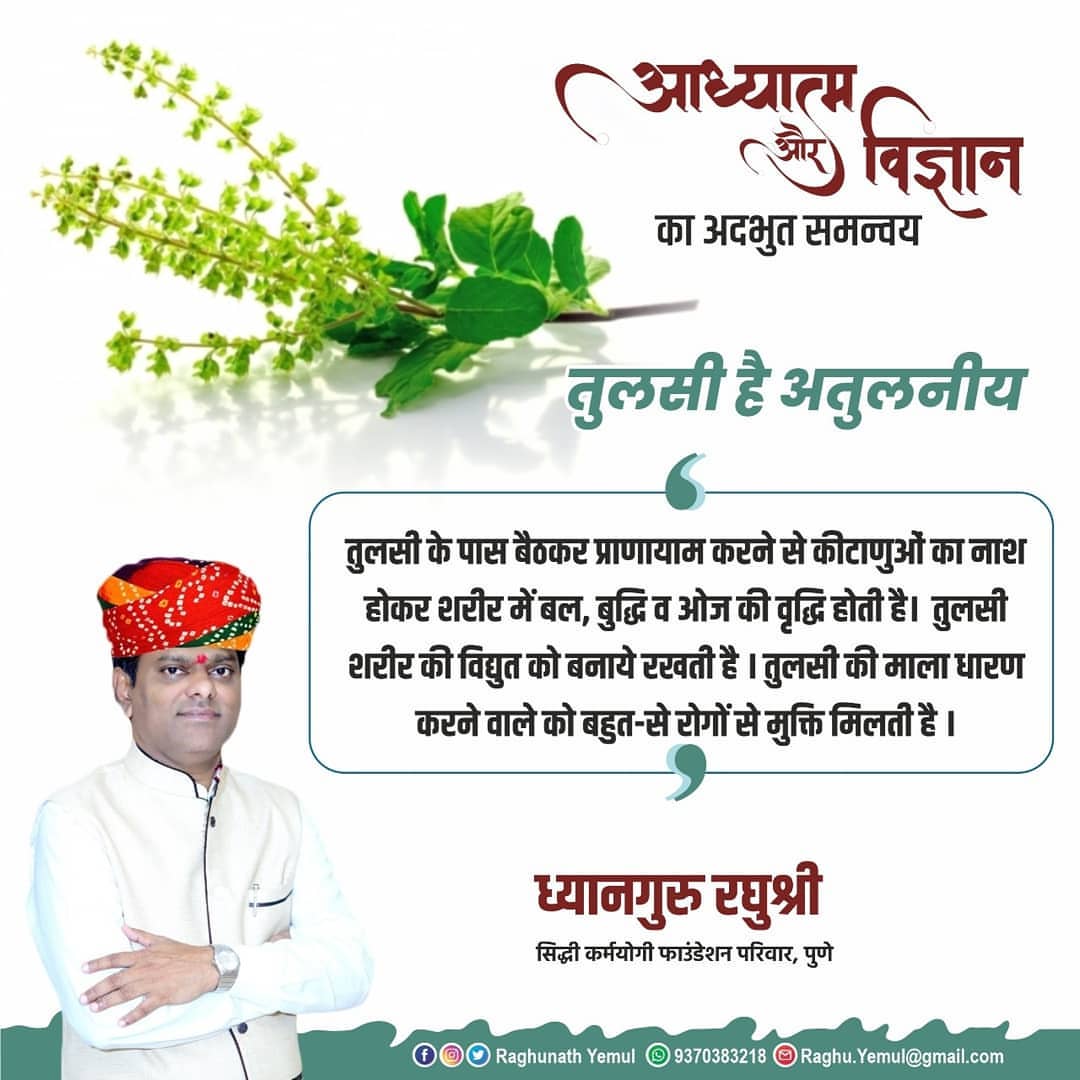 आध्यात्म
और विज्ञान
का अदभुत समन्वय
तुलसी है अतुलनीय
तुलसी के पास बैठकर प्राणायाम करने से कीटाणुओं का नाश
होकर शरीर में बल, बुद्धि व ओज की वृद्धि होती है। तुलसी
शरीर की विद्युत को बनाये रखती है । तुलसी की माला धारण
करने वाले को बहुत-से रोगों से मुक्ति मिलती है ।
ध्यानगुरु रघुश्री
सिद्धी कर्मयोगी फाउंडेशन परिवार, पुणे
Raghunath Yemul 9370383218 Raghu.Yemul@gmail.com